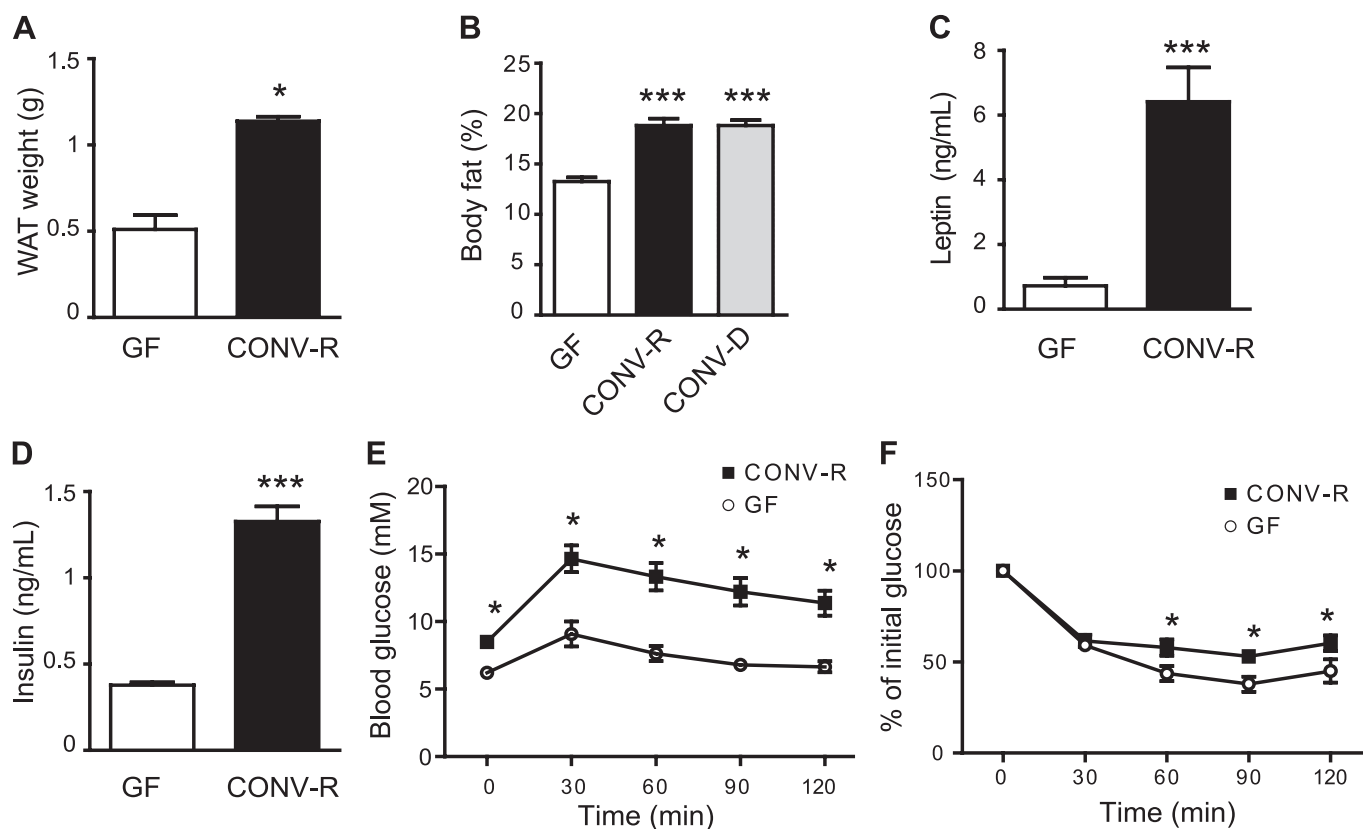 A
WAT weight (g)
1.5
1
0.5
0
*
GF CONV-R
B
Body fat (%)
25
20
15
10
5
0
*** ***
GF CONV-R CONV-D
C
Leptin (ng/mL)
8
6
4
2
0
***
GF CONV-R
D
Insulin (ng/mL)
1.5
1
0.5
0
***
GF CONV-R
E
CONV-R
GF
Blood glucose (mM)
20
15
10
5
0
* * * * *
0 30 60 90 120
Time (min)
F
CONV-R
GF
% of initial glucose
150
100
50
0
* * *
0 30 60 90 120
Time (min)